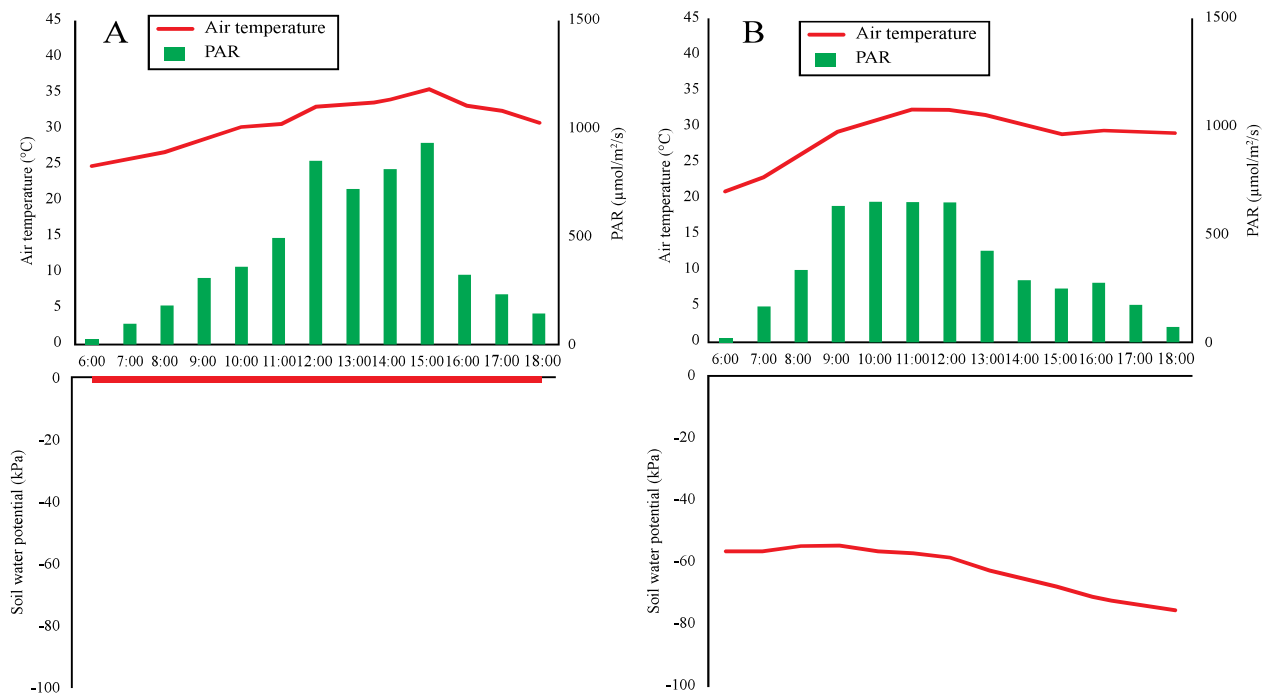 A
Air temperature
PAR
Air temperature (°C)
45
40
35
30
25
20
15
10
5
0
PAR (µmol/m²/s)
1500
1000
500
0
6:00 7:00 8:00 9:00 10:00 11:00 12:00 13:00 14:00 15:00 16:00 17:00 18:00
Soil water potential (kPa)
0
-20
-40
-60
-80
-100
B
Air temperature
PAR
Air temperature (°C)
45
40
35
30
25
20
15
10
5
0
PAR (µmol/m²/s)
1500
1000
500
0
6:00 7:00 8:00 9:00 10:00 11:00 12:00 13:00 14:00 15:00 16:00 17:00 18:00
Soil water potential (kPa)
0
-20
-40
-60
-80
-100